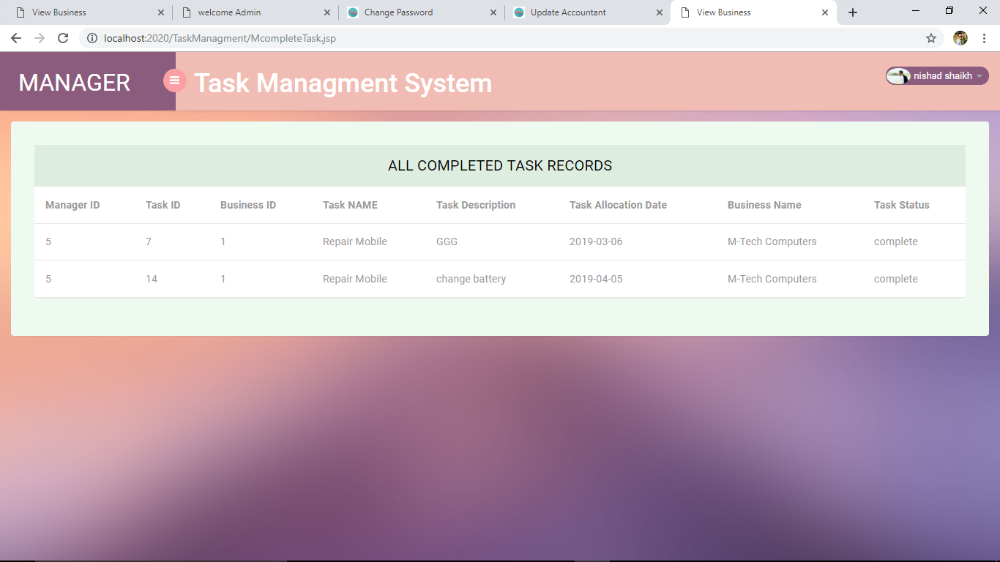 View Business
welcome Admin
Change Password
Update Accountant
View Business
localhost:2020/TaskManagment/McompleteTask.jsp
MANAGER
Task Managment System
nishad shaikh
ALL COMPLETED TASK RECORDS
Manager ID Task ID Business ID Task NAME Task Description Task Allocation Date Business Name Task Status
5 7 1 Repair Mobile GGG 2019-03-06 M-Tech Computers complete
5 14 1 Repair Mobile change battery 2019-04-05 M-Tech Computers complete